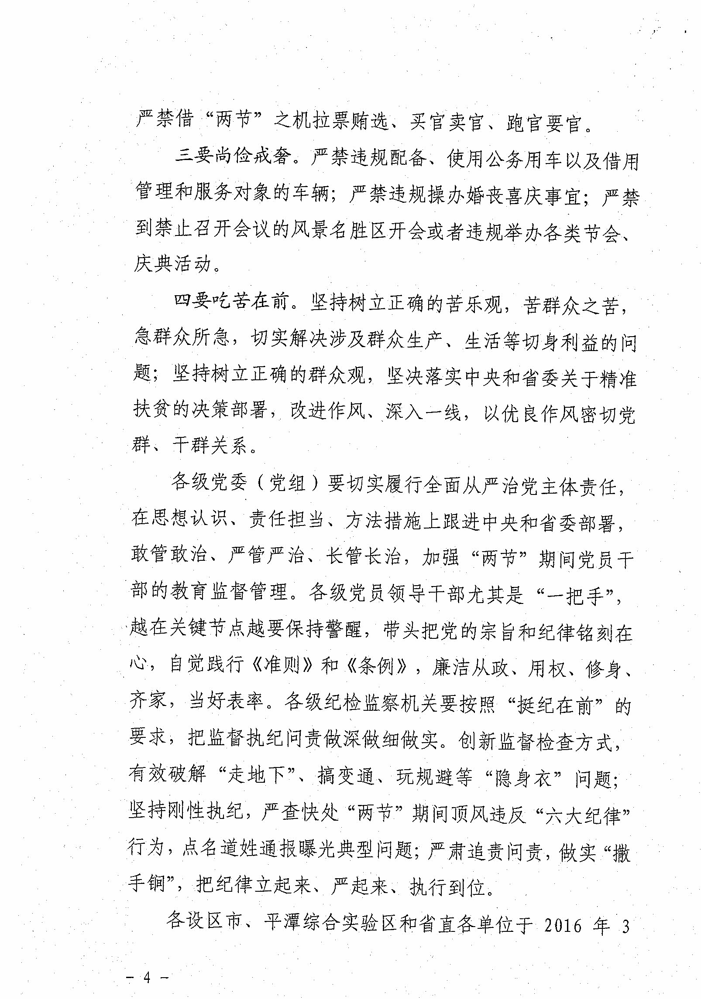 严禁借“两节”之机拉票贿选、买官卖官、跑官要官。
三要尚俭戒奢。严禁违规配备、使用公务用车以及借用
管理和服务对象的车辆；严禁违规操办婚丧喜庆事宜；严禁
到禁止召开会议的风景名胜区开会或者违规举办各类节会、
庆典活动。
四要吃苦在前。坚持树立正确的苦乐观，苦群众之苦，
急群众所急，切实解决涉及群众生产、生活等切身利益的问
题；坚持树立正确的群众观，坚决落实中央和省委关于精准
扶贫的决策部署，改进作风、深入一线，以优良作风密切党
群、干群关系。
各级党委（党组）要切实履行全面从严治党主体责任，
在思想认识、责任担当、方法措施上跟进中央和省委部署，
敢管敢治、严管严治、长管长治，加强“两节”期间党员干
部的教育监督管理。各级党员领导干部尤其是“一把手”，
越在关键节点越要保持警醒，带头把党的宗旨和纪律铭刻在
心，自觉践行《准则》和《条例》，廉洁从政、用权、修身、
齐家，当好表率。各级纪检监察机关要按照“挺纪在前”的
要求，把监督执纪问责做深做细做实。创新监督检查方式，
有效破解“走地下”、搞变通、玩规避等“隐身衣”问题；
坚持刚性执纪，严查快处“两节”期间顶风违反“六大纪律”
行为，点名道姓通报曝光典型问题；严肃追责问责，做实“撒
手锏”，把纪律立起来、严起来、执行到位。
各设区市、平潭综合实验区和省直各单位于 2016 年 3
- 4 -